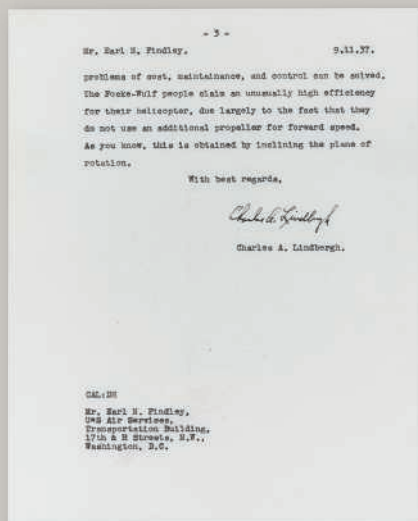 - 3 -
Mr. Earl N. Findley. 9.11.37.
problems of cost, maintainance, and control can be solved.
The Focke-Wulf people claim an unusually high efficiency
for their helicopter, due largely to the fact that they
do not use an additional propeller for forward speed.
As you know, this is obtained by inclining the plane of
rotation.
With best regards,
Charles A. Lindbergh
Charles A. Lindbergh.
CAL:DH
Mr. Earl N. Findley,
U*S Air Services,
Transportation Building,
17th & H Streets, N.W.,
Washington, D.C.